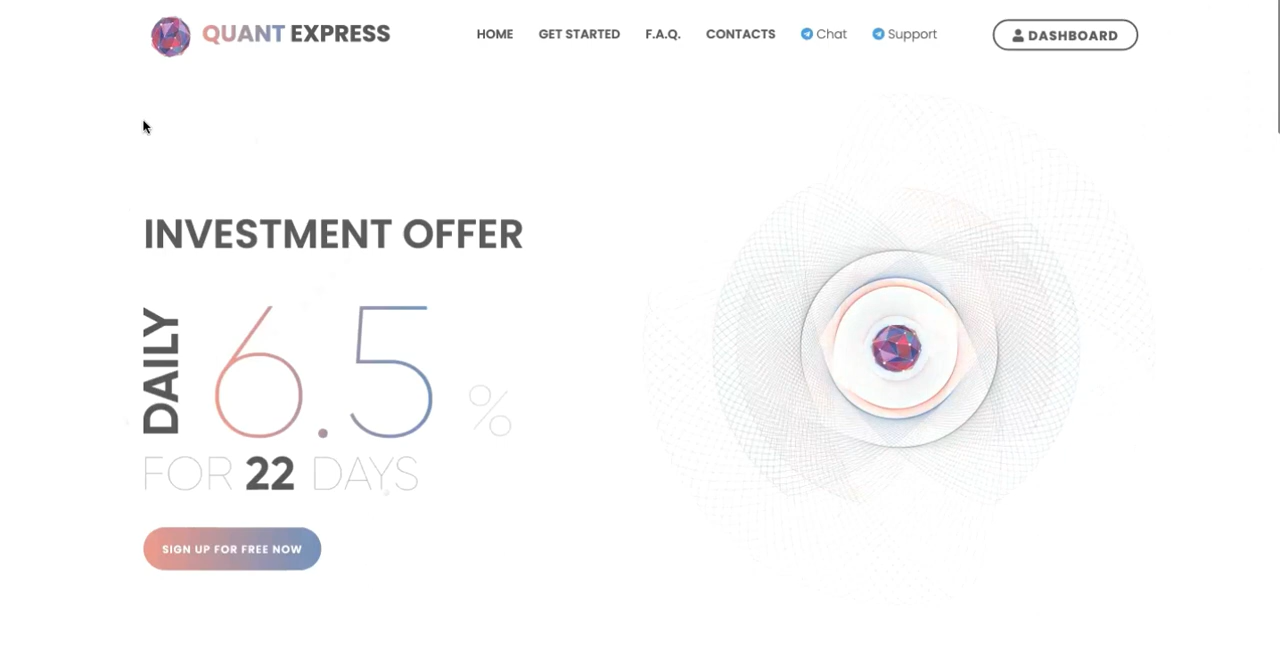 QUANT EXPRESS
HOME GET STARTED F.A.Q. CONTACTS Chat Support DASHBOARD
INVESTMENT OFFER
DAILY 6.5 %
FOR 22 DAYS
SIGN UP FOR FREE NOW